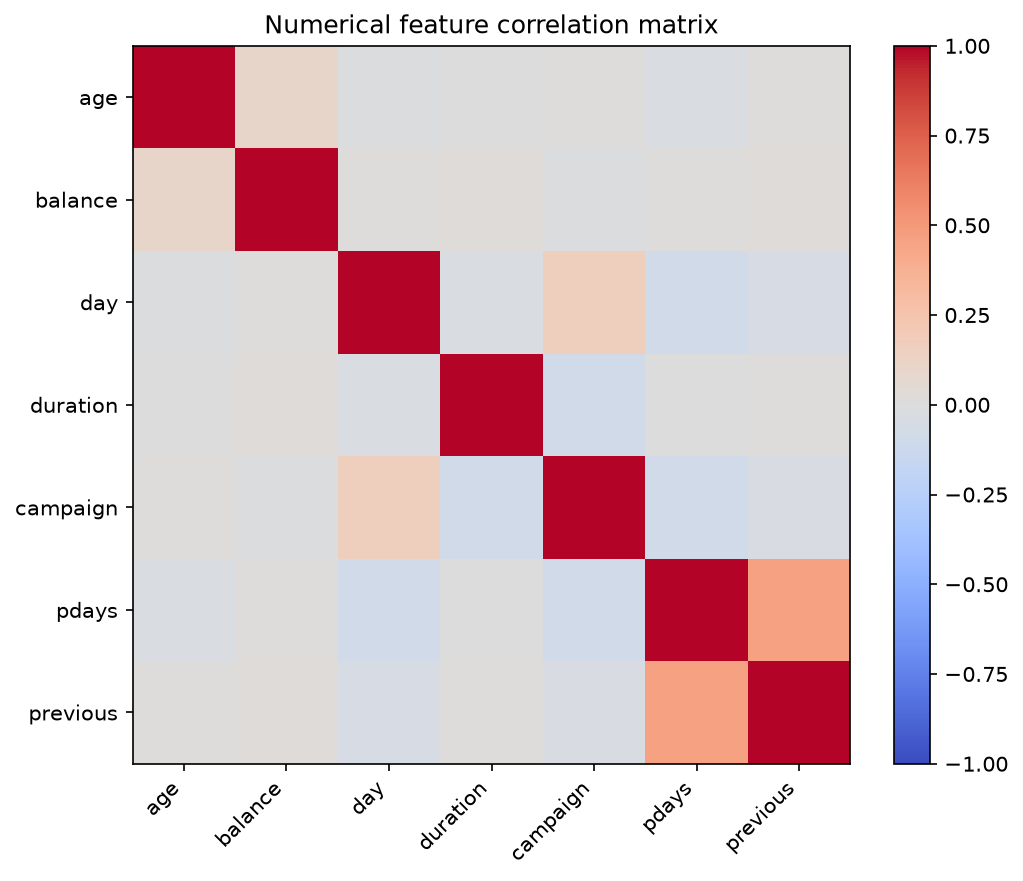 Numerical feature correlation matrix
age
balance
day
duration
campaign
pdays
previous
age
balance
day
duration
campaign
pdays
previous
1.00
0.75
0.50
0.25
0.00
−0.25
−0.50
−0.75
−1.00